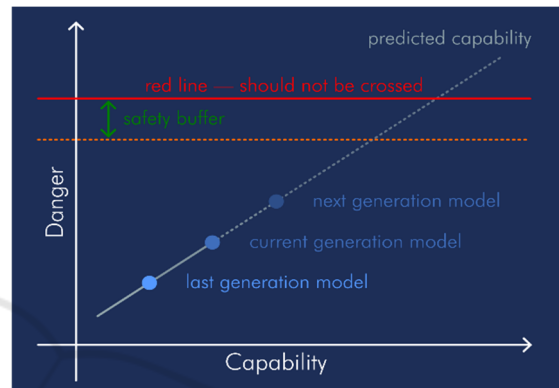 predicted capability
red line — should not be crossed
safety buffer
Danger
next generation model
current generation model
last generation model
Capability